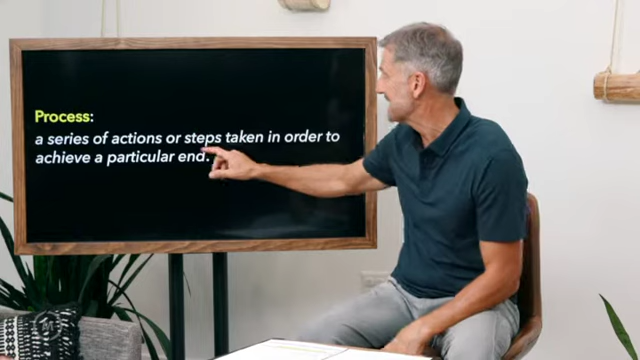 Process:
a series of actions or steps taken in order to
achieve a particular end.